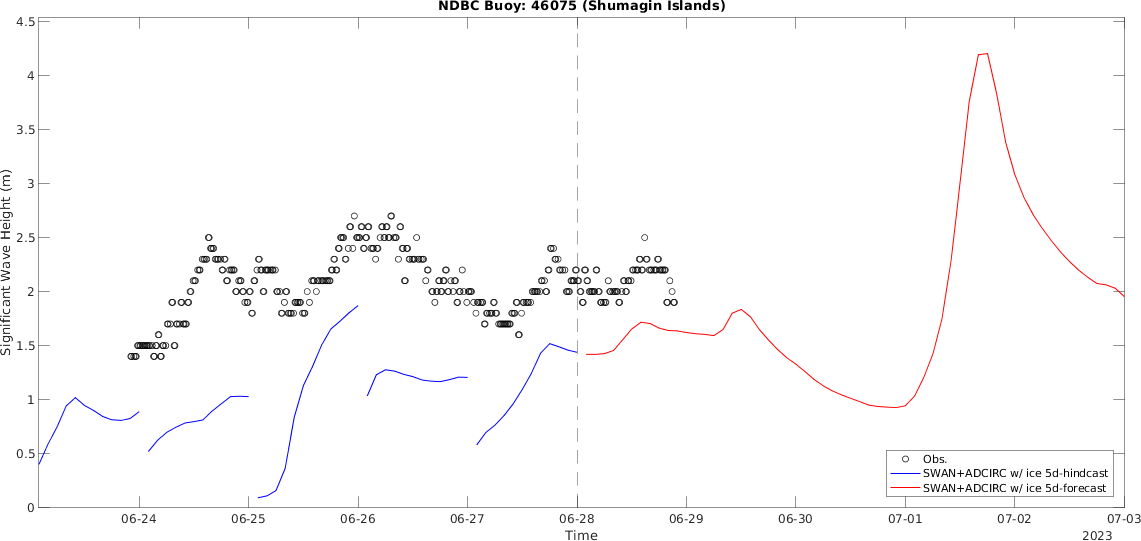 NDBC Buoy: 46075 (Shumagin Islands)
4.5
4
3.5
3
2.5
2
1.5
1
0.5
0
Significant Wave Height (m)
Obs.
SWAN+ADCIRC w/ ice 5d-hindcast
SWAN+ADCIRC w/ ice 5d-forecast
06-24 06-25 06-26 06-27 06-28 06-29 06-30 07-01 07-02 07-03
Time
2023